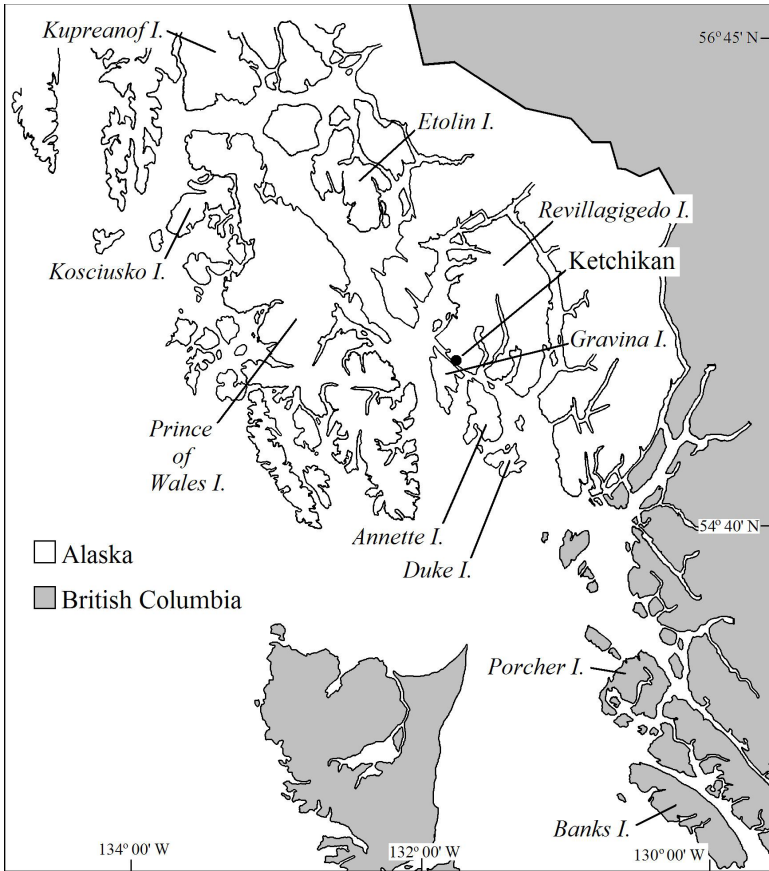 Kupreanof I.
56° 45' N
Etolin I.
Revillagigedo I.
Ketchikan
Kosciusko I.
Gravina I.
Prince
of
Wales I.
Annette I.
54° 40' N
Duke I.
Alaska
British Columbia
Porcher I.
Banks I.
134° 00' W
132° 00' W
130° 00' W